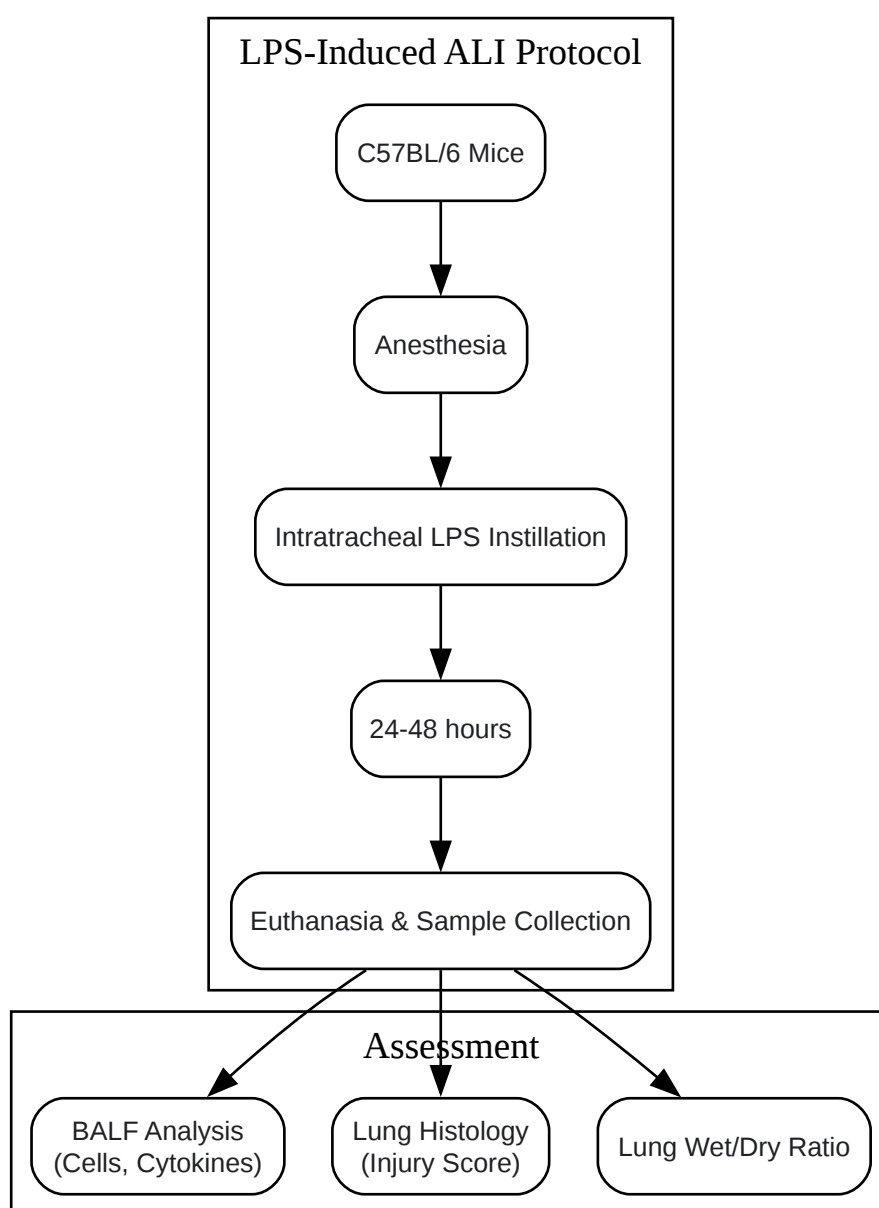 LPS-Induced ALI Protocol
C57BL/6 Mice
Anesthesia
Intratracheal LPS Instillation
24-48 hours
Euthanasia & Sample Collection
Assessment
BALF Analysis
(Cells, Cytokines)
Lung Histology
(Injury Score)
Lung Wet/Dry Ratio